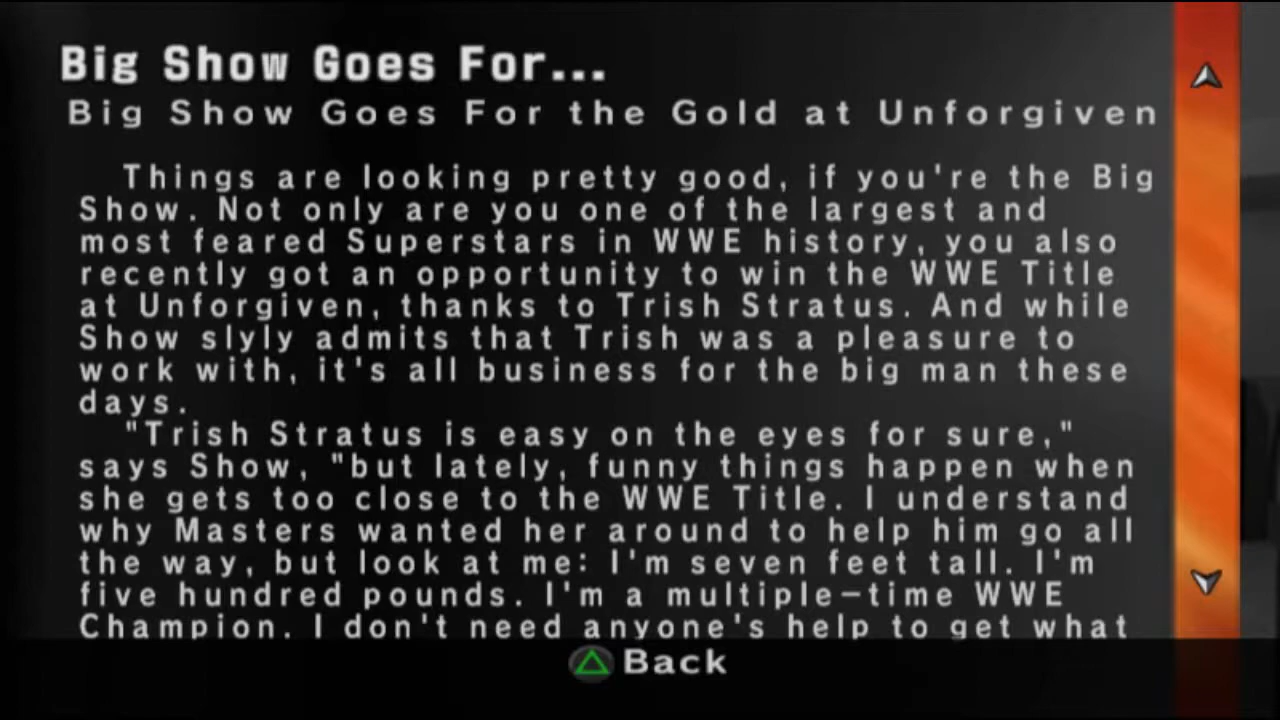 Big Show Goes For...
Big Show Goes For the Gold at Unforgiven
Things are looking pretty good, if you're the Big
Show. Not only are you one of the largest and
most feared Superstars in WWE history, you also
recently got an opportunity to win the WWE Title
at Unforgiven, thanks to Trish Stratus. And while
Show slyly admits that Trish was a pleasure to
work with, it's all business for the big man these
days.
"Trish Stratus is easy on the eyes for sure,"
says Show, "but lately, funny things happen when
she gets too close to the WWE Title. I understand
why Masters wanted her around to help him go all
the way, but look at me: I'm seven feet tall. I'm
five hundred pounds. I'm a multiple-time WWE
Champion. I don't need anyone's help to get what
Back